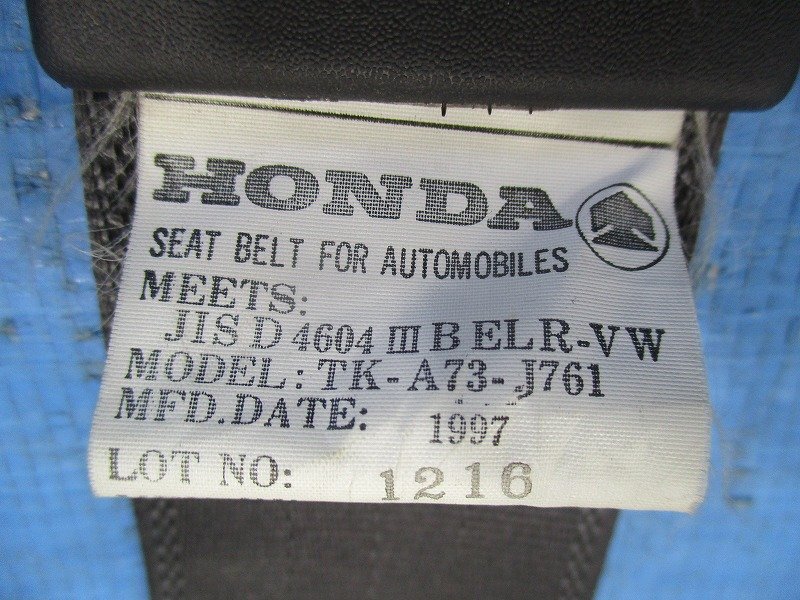 HONDA
SEAT BELT FOR AUTOMOBILES
MEETS:
JIS D 4604 III B ELR-VW
MODEL: TK-A73-J761
MFD.DATE: 1997
LOT NO: 1216